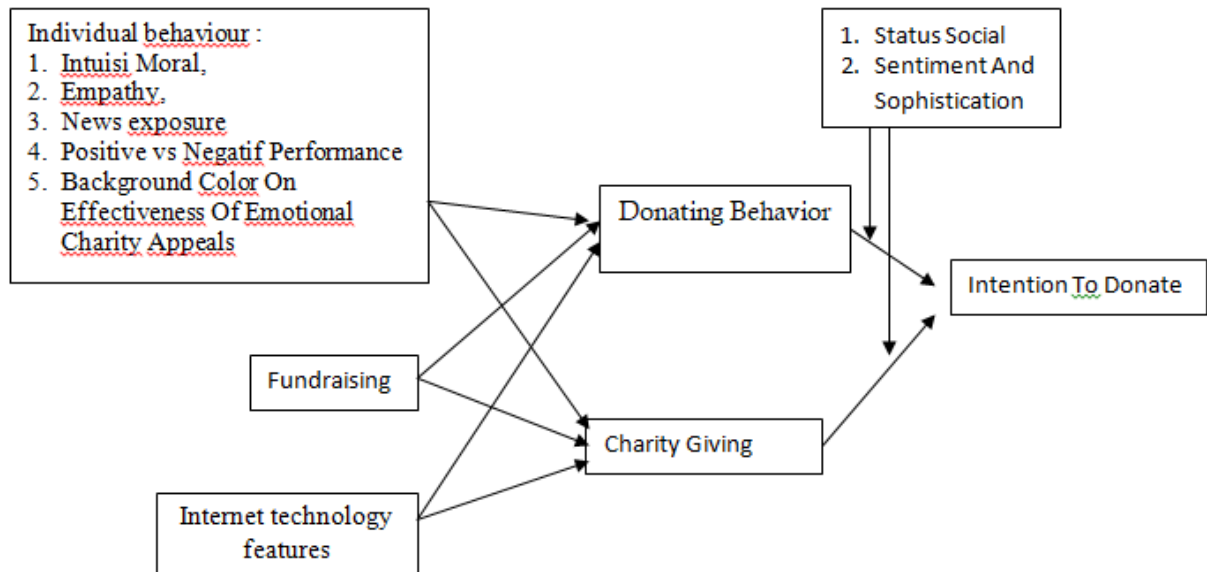 Individual behaviour :
1. Intuisi Moral,
2. Empathy,
3. News exposure
4. Positive vs Negatif Performance
5. Background Color On
Effectiveness Of Emotional
Charity Appeals
1. Status Social
2. Sentiment And
Sophistication
Donating Behavior
Intention To Donate
Fundraising
Charity Giving
Internet technology
features